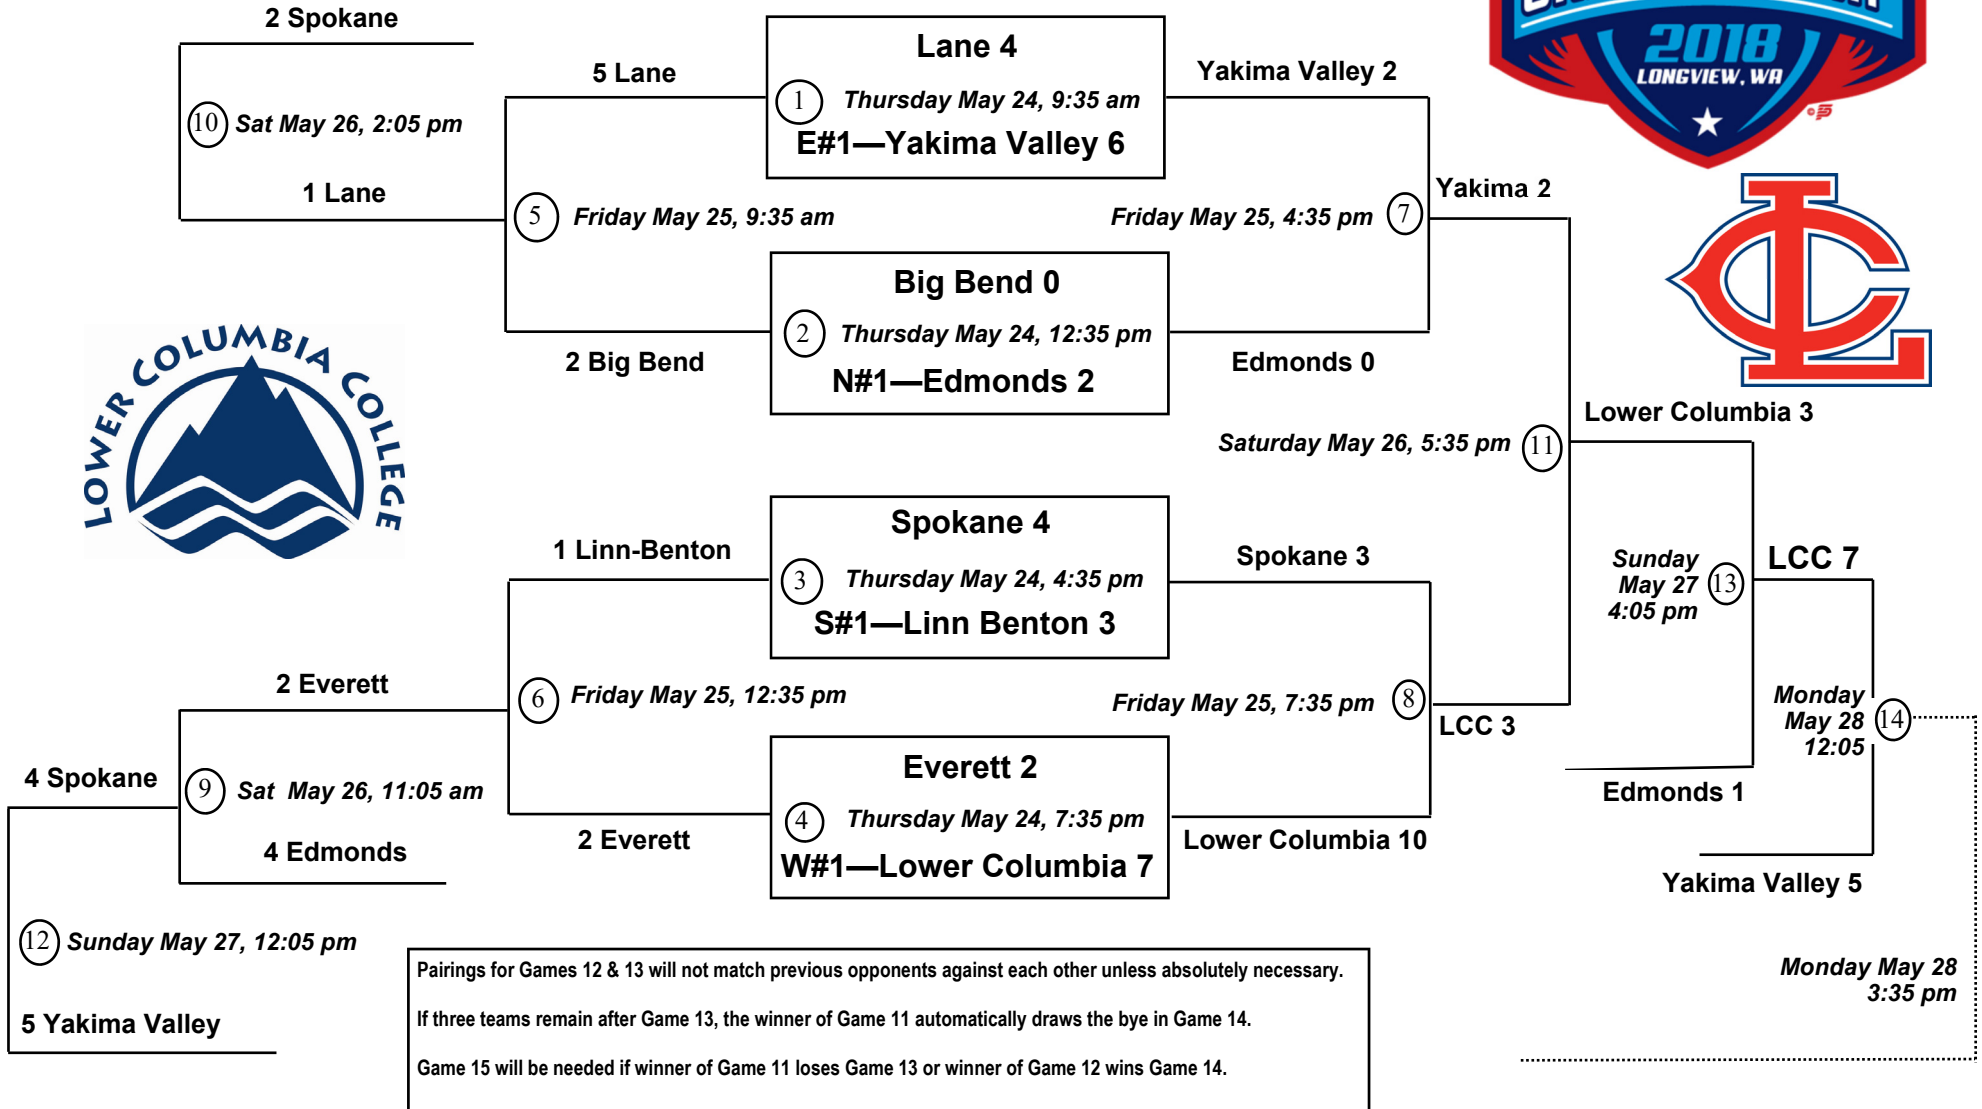 2 Spokane
10 Sat May 26, 2:05 pm
1 Lane
5 Lane
5 Friday May 25, 9:35 am
2 Big Bend
Lane 4
1 Thursday May 24, 9:35 am
E#1—Yakima Valley 6
Big Bend 0
2 Thursday May 24, 12:35 pm
N#1—Edmonds 2
Yakima Valley 2
Friday May 25, 4:35 pm 7
Edmonds 0
Yakima 2
2018
LONGVIEW, WA
LOWER COLUMBIA COLLEGE
LC
Saturday May 26, 5:35 pm 11
Lower Columbia 3
1 Linn-Benton
6 Friday May 25, 12:35 pm
2 Everett
Spokane 4
3 Thursday May 24, 4:35 pm
S#1—Linn Benton 3
Everett 2
4 Thursday May 24, 7:35 pm
W#1—Lower Columbia 7
Spokane 3
Friday May 25, 7:35 pm 8
Lower Columbia 10
LCC 3
2 Everett
9 Sat May 26, 11:05 am
4 Edmonds
4 Spokane
12 Sunday May 27, 12:05 pm
5 Yakima Valley
Sunday
May 27 13
4:05 pm
Edmonds 1
LCC 7
Monday
May 28 14
12:05
Yakima Valley 5
Monday May 28
3:35 pm
Pairings for Games 12 & 13 will not match previous opponents against each other unless absolutely necessary.
If three teams remain after Game 13, the winner of Game 11 automatically draws the bye in Game 14.
Game 15 will be needed if winner of Game 11 loses Game 13 or winner of Game 12 wins Game 14.